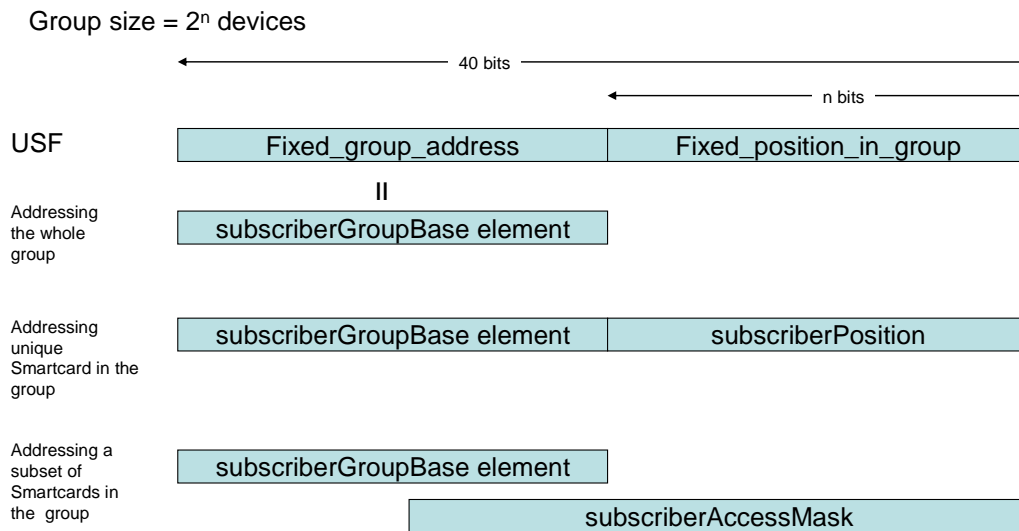 Group size = 2ⁿ devices
40 bits
n bits
USF
Fixed_group_address
Fixed_position_in_group
=
Addressing
the whole
group
subscriberGroupBase element
Addressing
unique
Smartcard in the
group
subscriberGroupBase element
subscriberPosition
Addressing a
subset of
Smartcards in
the group
subscriberGroupBase element
subscriberAccessMask